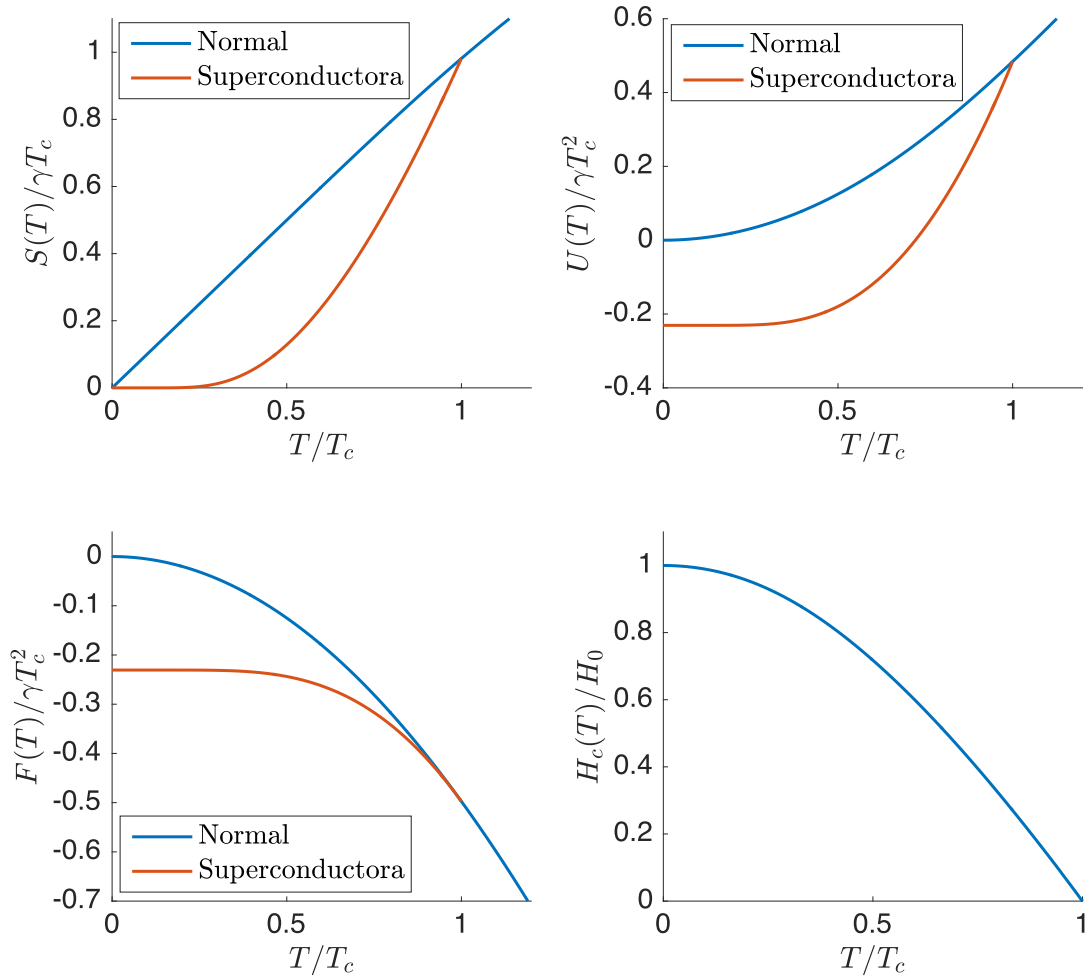 Normal
Superconductora
1
0.8
0.6
0.4
0.2
0
0 0.5 1
S(T)/γT_c
T/T_c
Normal
Superconductora
0.6
0.4
0.2
0
-0.2
-0.4
0 0.5 1
U(T)/γT_c^2
T/T_c
0
-0.1
-0.2
-0.3
-0.4
-0.5
-0.6
-0.7
Normal
Superconductora
0 0.5 1
F(T)/γT_c^2
T/T_c
1
0.8
0.6
0.4
0.2
0
0 0.5 1
H_c(T)/H_0
T/T_c